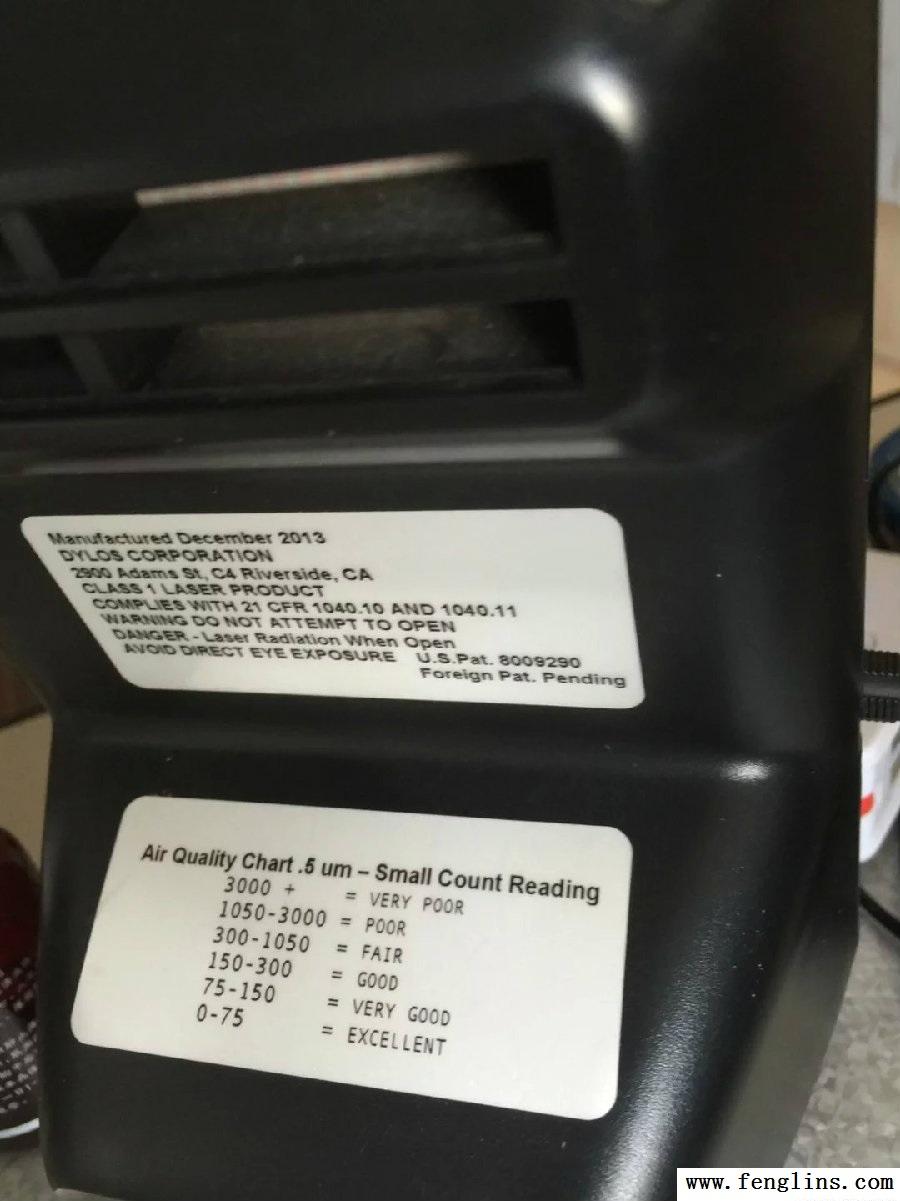 Manufactured December 2013
DYLOS CORPORATION
2900 Adams St, C4 Riverside, CA
CLASS 1 LASER PRODUCT
COMPLIES WITH 21 CFR 1040.10 AND 1040.11
WARNING DO NOT ATTEMPT TO OPEN
DANGER - Laser Radiation When Open
AVOID DIRECT EYE EXPOSURE U.S.Pat. 8009290
Foreign Pat. Pending
Air Quality Chart .5 um – Small Count Reading
3000 + = VERY POOR
1050-3000 = POOR
300-1050 = FAIR
150-300 = GOOD
75-150 = VERY GOOD
0-75 = EXCELLENT
www.fenglins.com